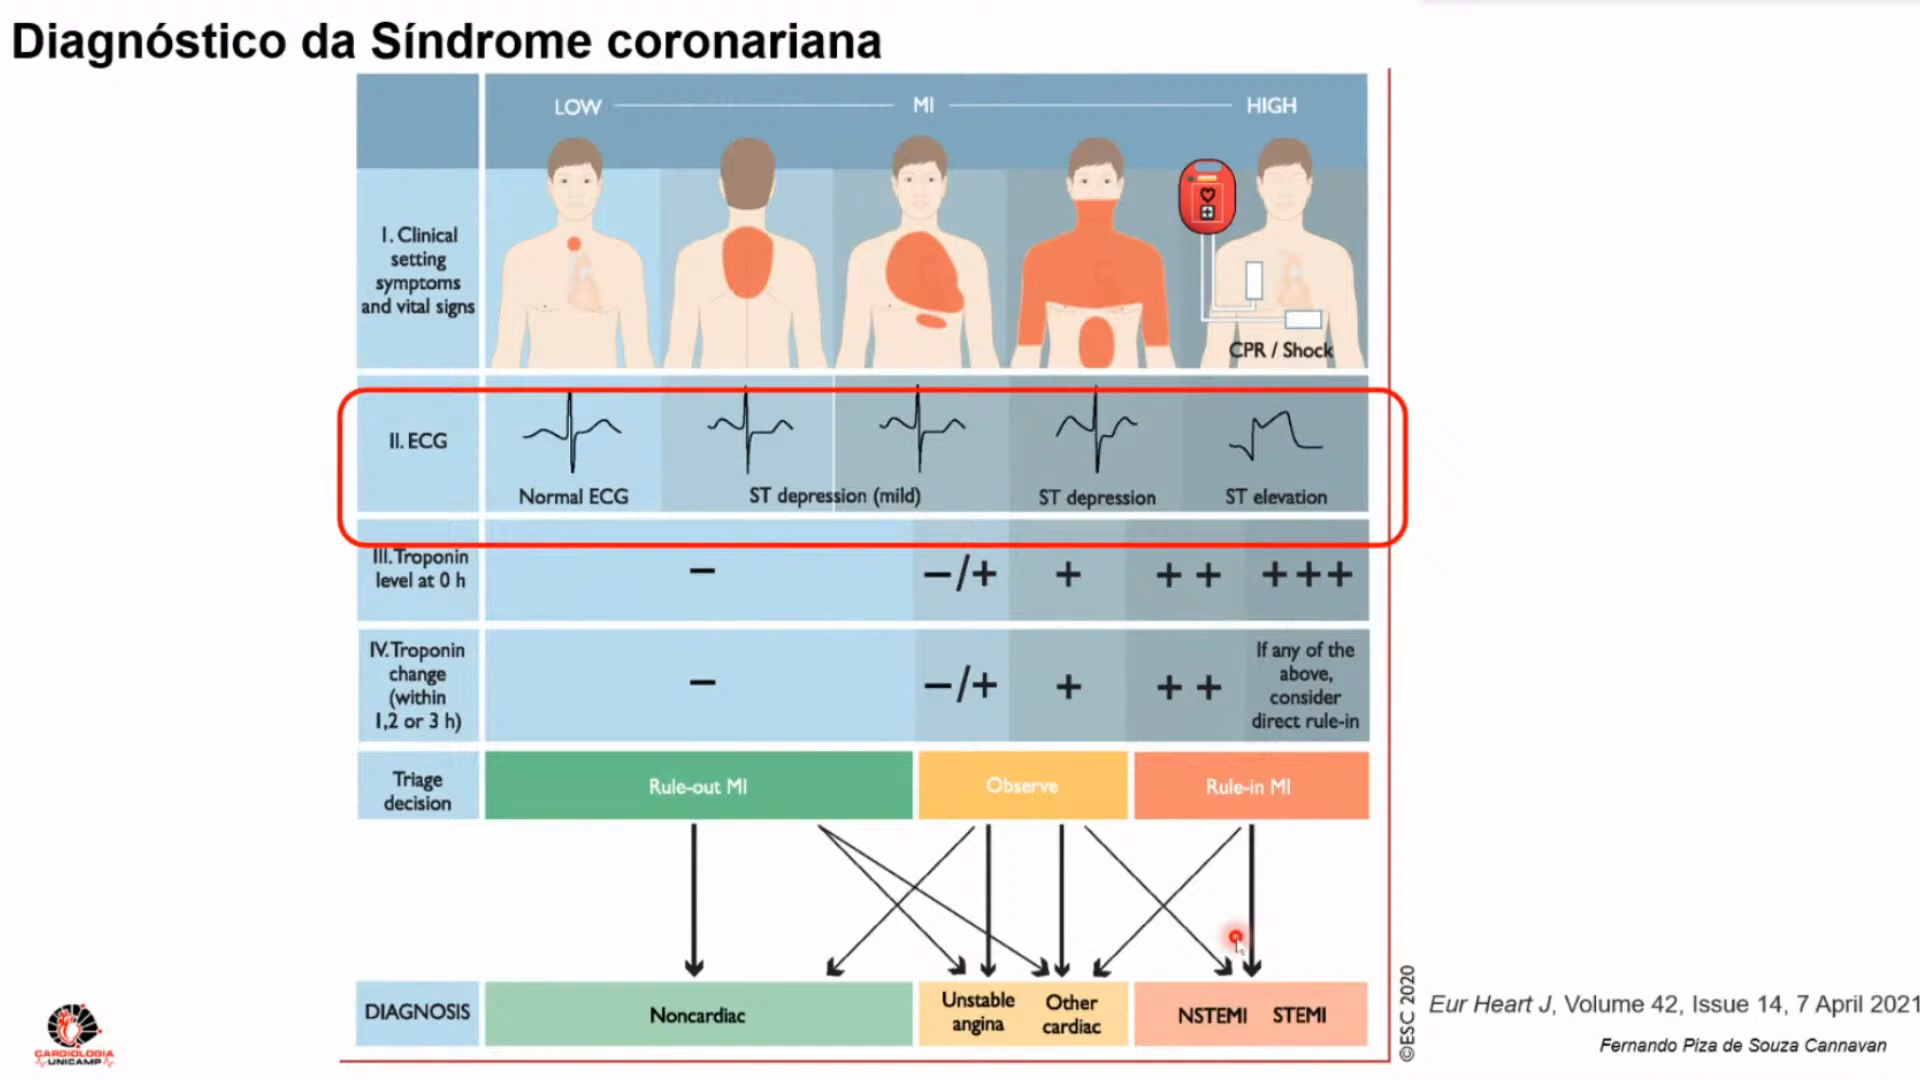 Diagnóstico da Síndrome coronariana
LOW MI HIGH
I. Clinical
setting
symptoms
and vital signs
CPR / Shock
II. ECG
Normal ECG
ST depression (mild)
ST depression
ST elevation
III. Troponin
level at 0 h
− −/+ + + + + + +
IV. Troponin
change
(within
1,2 or 3 h)
− −/+ + + +
If any of the
above,
consider
direct rule-in
Triage
decision
Rule-out MI
Observe
Rule-in MI
DIAGNOSIS
Noncardiac
Unstable
angina
Other
cardiac
NSTEMI STEMI
©ESC 2020
Eur Heart J, Volume 42, Issue 14, 7 April 2021
Fernando Piza de Souza Cannavan
CARDIOLOGIA
UNICAMP